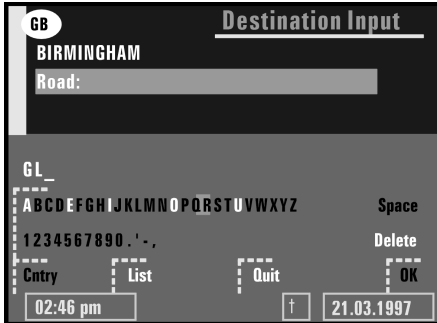 GB Destination Input
BIRMINGHAM
Road:
GL_
ABCDEFGHIJKLMNOPQRSTUVWXYZ Space
1234567890.'-, Delete
Cntry List Quit OK
02:46 pm † 21.03.1997